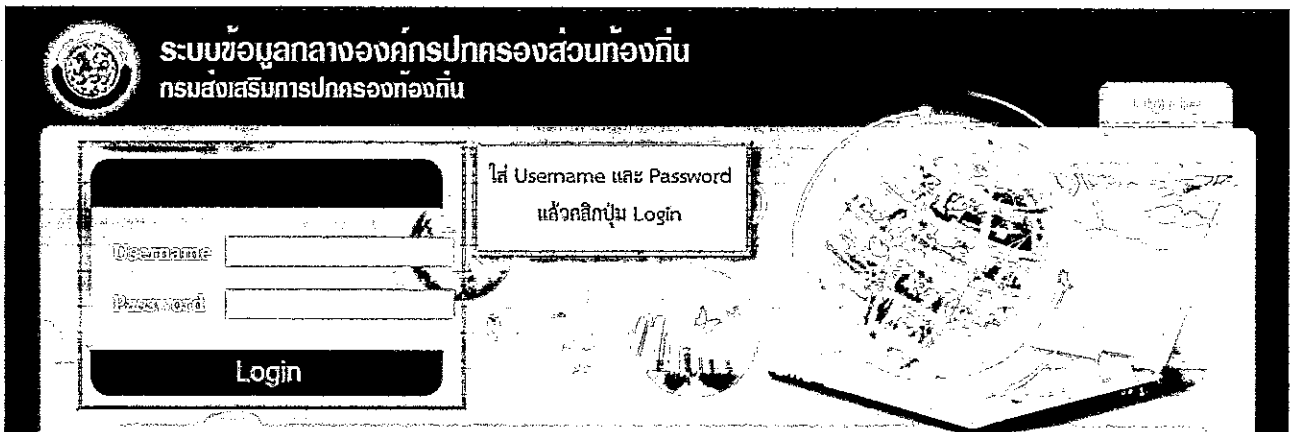 ระบบข้อมูลกลางองค์กรปกครองส่วนท้องถิ่น
กรมส่งเสริมการปกครองท้องถิ่น
ใส่ Username และ Password
แล้วคลิกปุ่ม Login
Username
Password
Login